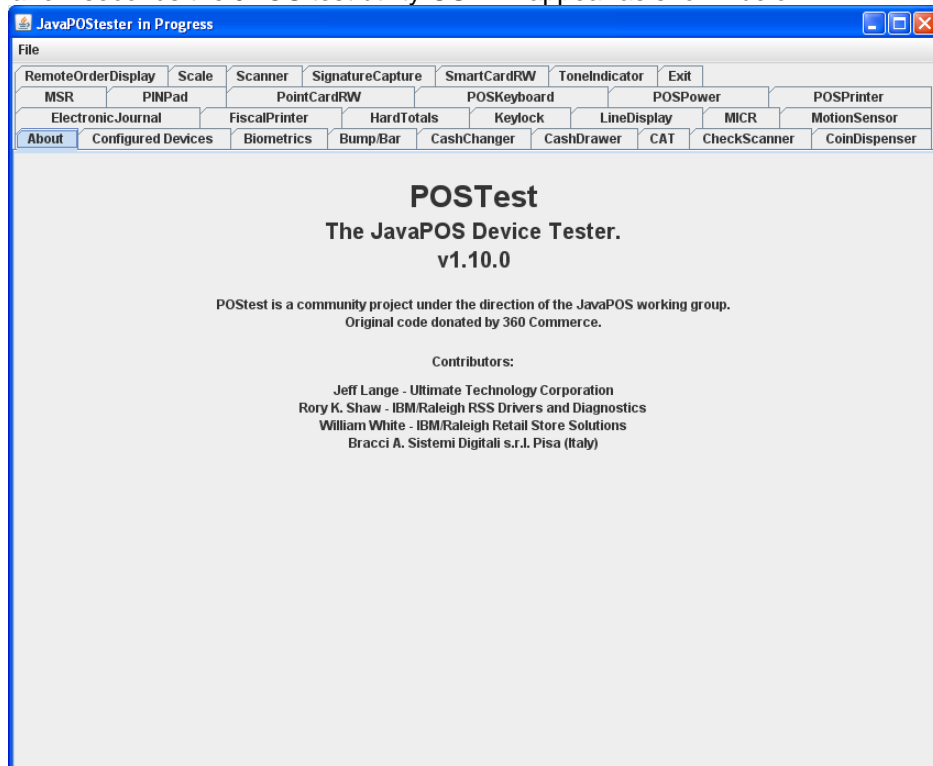 JavaPOStester in Progress
File
RemoteOrderDisplay Scale Scanner SignatureCapture SmartCardRW ToneIndicator Exit
MSR PINPad PointCardRW POSKeyboard POSPower POSPrinter
ElectronicJournal FiscalPrinter HardTotals Keylock LineDisplay MICR MotionSensor
About Configured Devices Biometrics Bump/Bar CashChanger CashDrawer CAT CheckScanner CoinDispenser
POSTest
The JavaPOS Device Tester.
v1.10.0
POStest is a community project under the direction of the JavaPOS working group.
Original code donated by 360 Commerce.
Contributors:
Jeff Lange - Ultimate Technology Corporation
Rory K. Shaw - IBM/Raleigh RSS Drivers and Diagnostics
William White - IBM/Raleigh Retail Store Solutions
Bracci A. Sistemi Digitali s.r.l. Pisa (Italy)